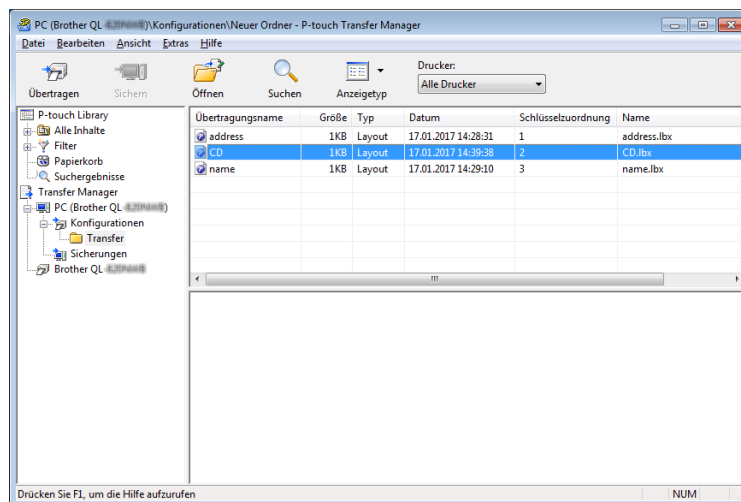 PC (Brother QL-)\Konfigurationen\Neuer Ordner - P-touch Transfer Manager
Datei Bearbeiten Ansicht Extras Hilfe
Übertragen Sichern Öffnen Suchen Anzeigetyp
Drucker:
Alle Drucker
P-touch Library
Alle Inhalte
Filter
Papierkorb
Suchergebnisse
Transfer Manager
PC (Brother QL-)
Konfigurationen
Transfer
Sicherungen
Brother QL-
Übertragungsname Größe Typ Datum Schlüsselzuordnung Name
address 1KB Layout 17.01.2017 14:28:31 1 address.lbx
CD 1KB Layout 17.01.2017 14:39:38 2 CD.lbx
name 1KB Layout 17.01.2017 14:29:10 3 name.lbx
Drücken Sie F1, um die Hilfe aufzurufen
NUM